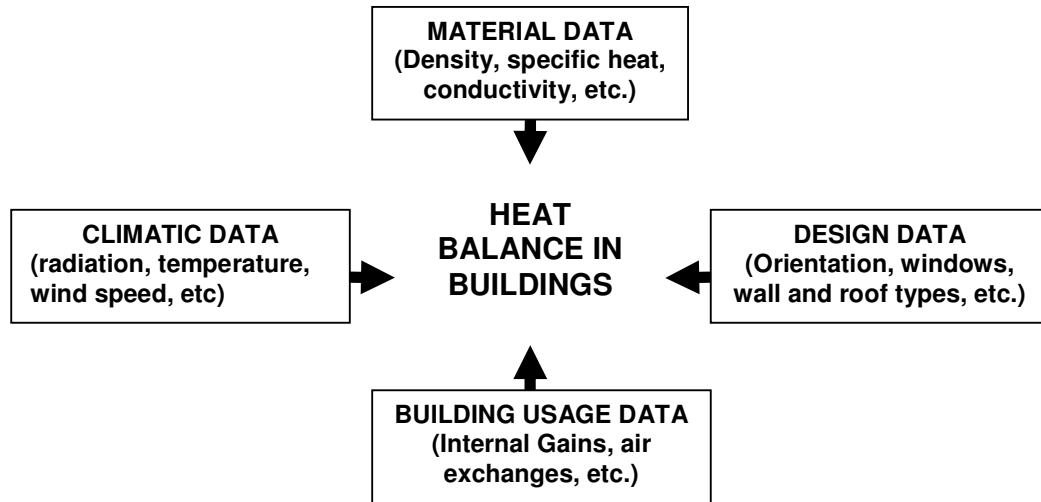 MATERIAL DATA
(Density, specific heat,
conductivity, etc.)
HEAT
BALANCE IN
BUILDINGS
CLIMATIC DATA
(radiation, temperature,
wind speed, etc)
DESIGN DATA
(Orientation, windows,
wall and roof types, etc.)
BUILDING USAGE DATA
(Internal Gains, air
exchanges, etc.)